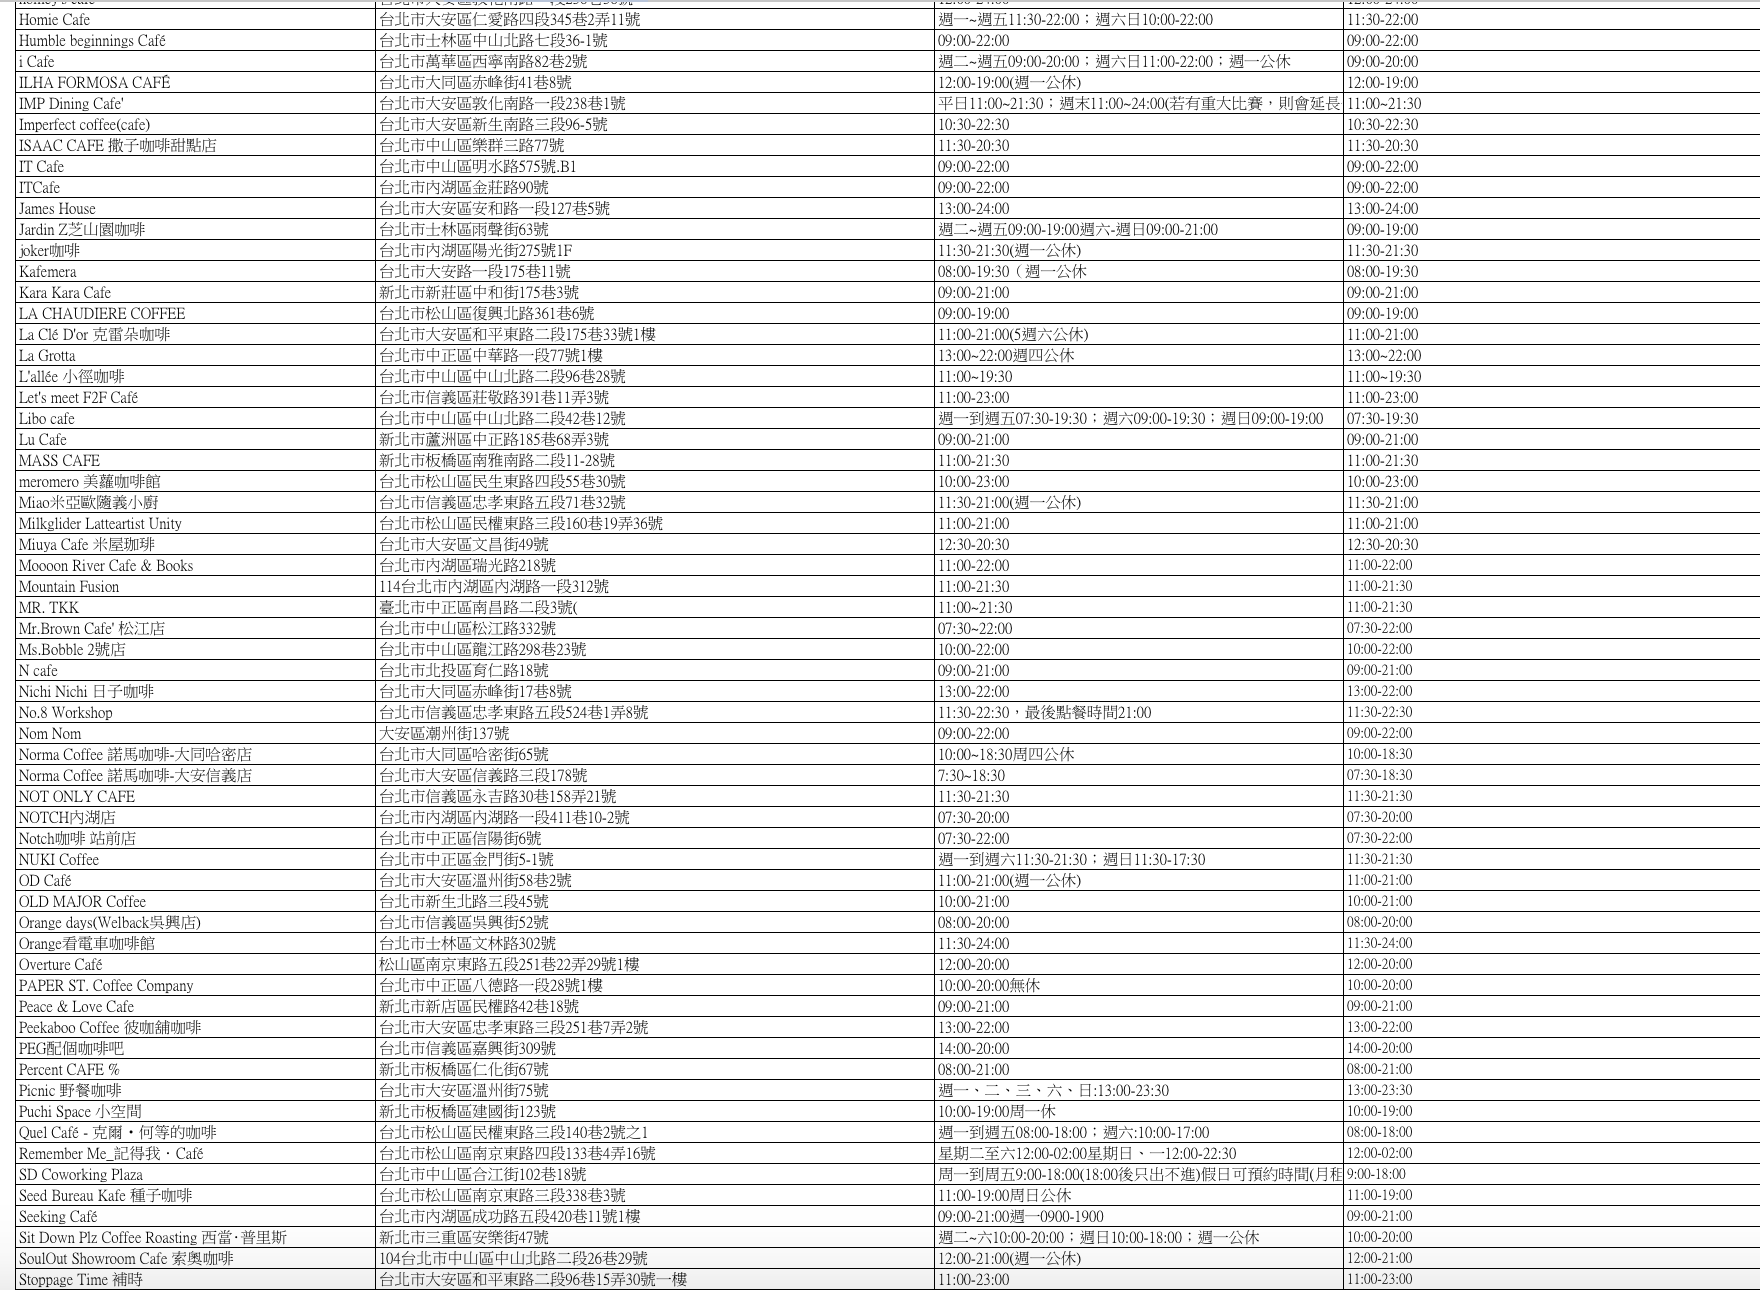 Homie Cafe 台北市大安區仁愛路四段345巷2弄11號 週一~週五11:30-22:00；週六日10:00-22:00 11:30-22:00
Humble beginnings Café 台北市士林區中山北路七段36-1號 09:00-22:00 09:00-22:00
i Cafe 台北市萬華區西寧南路82巷2號 週二~週五09:00-20:00；週六日11:00-22:00；週一公休 09:00-20:00
ILHA FORMOSA CAFÉ 台北市大同區赤峰街41巷8號 12:00-19:00(週一公休) 12:00-19:00
IMP Dining Cafe' 台北市大安區敦化南路一段238巷1號 平日11:00~21:30；週末11:00~24:00(若有重大比賽，則會延長 11:00~21:30
Imperfect coffee(cafe) 台北市大安區新生南路三段96-5號 10:30-22:30 10:30-22:30
ISAAC CAFE 撒子咖啡甜點店 台北市中山區樂群三路77號 11:30-20:30 11:30-20:30
IT Cafe 台北市中山區明水路575號.B1 09:00-22:00 09:00-22:00
ITCafe 台北市內湖區金莊路90號 09:00-22:00 09:00-22:00
James House 台北市大安區安和路一段127巷5號 13:00-24:00 13:00-24:00
Jardin Z芝山園咖啡 台北市士林區雨聲街63號 週二~週五09:00-19:00週六-週日09:00-21:00 09:00-19:00
joker咖啡 台北市內湖區陽光街275號1F 11:30-21:30(週一公休) 11:30-21:30
Kafemera 台北市大安路一段175巷11號 08:00-19:30（週一公休 08:00-19:30
Kara Kara Cafe 新北市新莊區中和街175巷3號 09:00-21:00 09:00-21:00
LA CHAUDIERE COFFEE 台北市松山區復興北路361巷6號 09:00-19:00 09:00-19:00
La Clé D'or 克雷朵咖啡 台北市大安區和平東路二段175巷33號1樓 11:00-21:00(5週六公休) 11:00-21:00
La Grotta 台北市中正區中華路一段77號1樓 13:00~22:00週四公休 13:00~22:00
L'allée 小徑咖啡 台北市中山區中山北路二段96巷28號 11:00~19:30 11:00~19:30
Let's meet F2F Café 台北市信義區莊敬路391巷11弄3號 11:00-23:00 11:00-23:00
Libo cafe 台北市中山區中山北路二段42巷12號 週一到週五07:30-19:30；週六09:00-19:30；週日09:00-19:00 07:30-19:30
Lu Cafe 新北市蘆洲區中正路185巷68弄3號 09:00-21:00 09:00-21:00
MASS CAFE 新北市板橋區南雅南路二段11-28號 11:00-21:30 11:00-21:30
meromero 美蘿咖啡館 台北市松山區民生東路四段55巷30號 10:00-23:00 10:00-23:00
Miao米亞歐隨義小廚 台北市信義區忠孝東路五段71巷32號 11:30-21:00(週一公休) 11:30-21:00
Milkglider Latteartist Unity 台北市松山區民權東路三段160巷19弄36號 11:00-21:00 11:00-21:00
Miuya Cafe 米屋珈琲 台北市大安區文昌街49號 12:30-20:30 12:30-20:30
Moooon River Cafe & Books 台北市內湖區瑞光路218號 11:00-22:00 11:00-22:00
Mountain Fusion 114台北市內湖區內湖路一段312號 11:00-21:30 11:00-21:30
MR. TKK 臺北市中正區南昌路二段3號( 11:00~21:30 11:00-21:30
Mr.Brown Cafe' 松江店 台北市中山區松江路332號 07:30~22:00 07:30-22:00
Ms.Bobble 2號店 台北市中山區龍江路298巷23號 10:00-22:00 10:00-22:00
N cafe 台北市北投區育仁路18號 09:00-21:00 09:00-21:00
Nichi Nichi 日子咖啡 台北市大同區赤峰街17巷8號 13:00-22:00 13:00-22:00
No.8 Workshop 台北市信義區忠孝東路五段524巷1弄8號 11:30-22:30，最後點餐時間21:00 11:30-22:30
Nom Nom 大安區潮州街137號 09:00-22:00 09:00-22:00
Norma Coffee 諾馬咖啡-大同哈密店 台北市大同區哈密街65號 10:00~18:30周四公休 10:00-18:30
Norma Coffee 諾馬咖啡-大安信義店 台北市大安區信義路三段178號 7:30~18:30 07:30-18:30
NOT ONLY CAFE 台北市信義區永吉路30巷158弄21號 11:30-21:30 11:30-21:30
NOTCH內湖店 台北市內湖區內湖路一段411巷10-2號 07:30-20:00 07:30-20:00
Notch咖啡 站前店 台北市中正區信陽街6號 07:30-22:00 07:30-22:00
NUKI Coffee 台北市中正區金門街5-1號 週一到週六11:30-21:30；週日11:30-17:30 11:30-21:30
OD Café 台北市大安區溫州街58巷2號 11:00-21:00(週一公休) 11:00-21:00
OLD MAJOR Coffee 台北市新生北路三段45號 10:00-21:00 10:00-21:00
Orange days(Welback吳興店) 台北市信義區吳興街52號 08:00-20:00 08:00-20:00
Orange看電車咖啡館 台北市士林區文林路302號 11:30-24:00 11:30-24:00
Overture Café 松山區南京東路五段251巷22弄29號1樓 12:00-20:00 12:00-20:00
PAPER ST. Coffee Company 台北市中正區八德路一段28號1樓 10:00-20:00無休 10:00-20:00
Peace & Love Cafe 新北市新店區民權路42巷18號 09:00-21:00 09:00-21:00
Peekaboo Coffee 彼咖舖咖啡 台北市大安區忠孝東路三段251巷7弄2號 13:00-22:00 13:00-22:00
PEG配個咖啡吧 台北市信義區嘉興街309號 14:00-20:00 14:00-20:00
Percent CAFE % 新北市板橋區仁化街67號 08:00-21:00 08:00-21:00
Picnic 野餐咖啡 台北市大安區溫州街75號 週一、二、三、六、日:13:00-23:30 13:00-23:30
Puchi Space 小空間 新北市板橋區建國街123號 10:00-19:00周一休 10:00-19:00
Quel Café - 克爾・何等的咖啡 台北市松山區民權東路三段140巷2號之1 週一到週五08:00-18:00；週六:10:00-17:00 08:00-18:00
Remember Me_記得我．Café 台北市松山區南京東路四段133巷4弄16號 星期二至六12:00-02:00星期日、一12:00-22:30 12:00-02:00
SD Coworking Plaza 台北市中山區合江街102巷18號 周一到周五9:00-18:00(18:00後只出不進)假日可預約時間(月租 9:00-18:00
Seed Bureau Kafe 種子咖啡 台北市松山區南京東路三段338巷3號 11:00-19:00周日公休 11:00-19:00
Seeking Café 台北市內湖區成功路五段420巷11號1樓 09:00-21:00週一0900-1900 09:00-21:00
Sit Down Plz Coffee Roasting 西當·普里斯 新北市三重區安樂街47號 週二~六10:00-20:00；週日10:00-18:00；週一公休 10:00-20:00
SoulOut Showroom Cafe 索奧咖啡 104台北市中山區中山北路二段26巷29號 12:00-21:00(週一公休) 12:00-21:00
Stoppage Time 補時 台北市大安區和平東路二段96巷15弄30號一樓 11:00-23:00 11:00-23:00